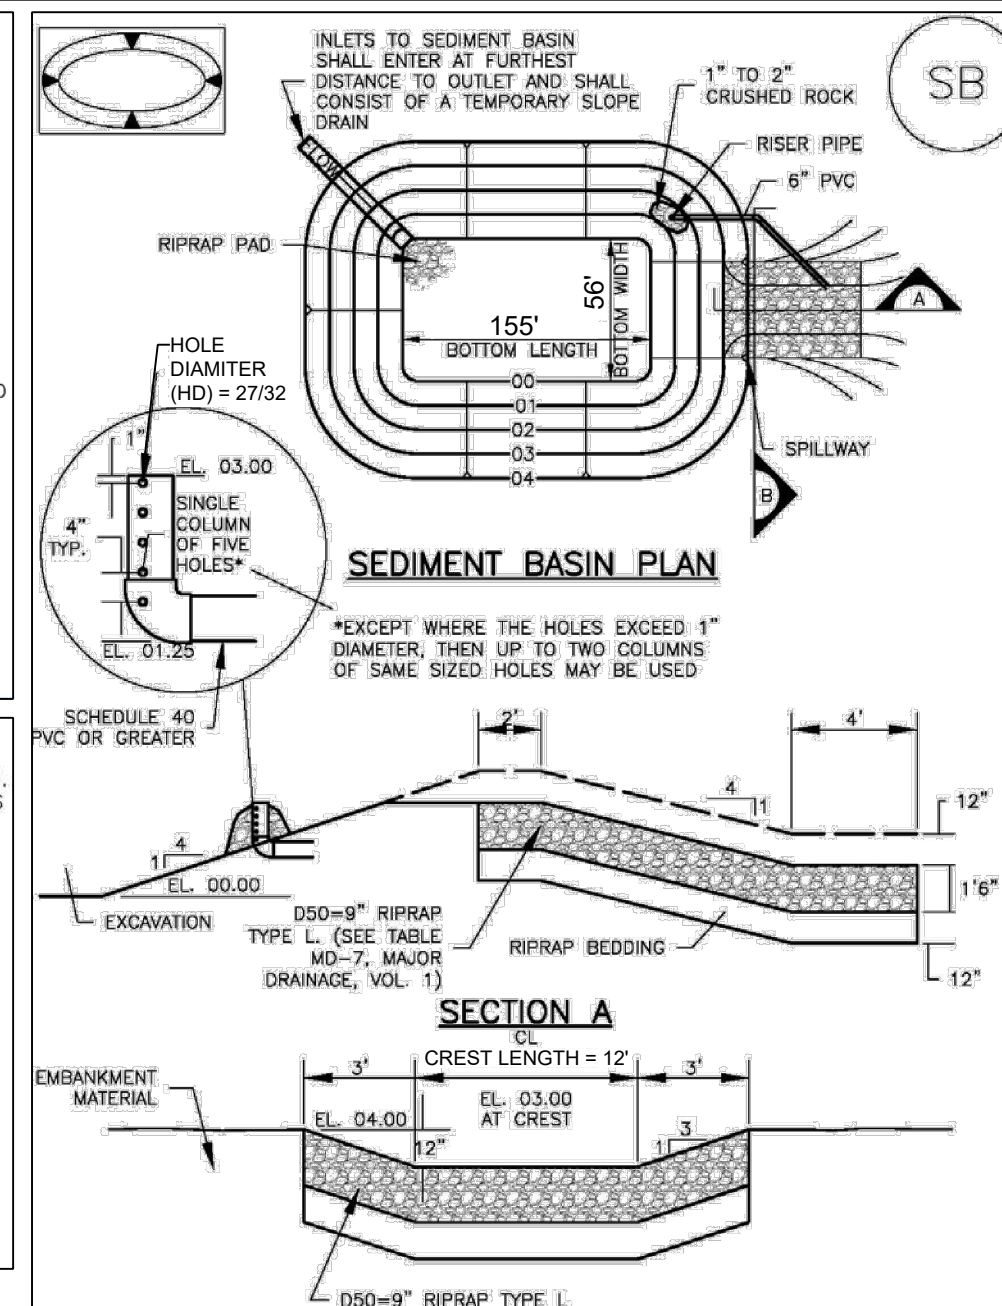 INLETS TO SEDIMENT BASIN
SHALL ENTER AT FURTHEST
DISTANCE TO OUTLET AND SHALL
CONSIST OF A TEMPORARY SLOPE
DRAIN
1" TO 2"
CRUSHED ROCK
SB
RISER PIPE
6" PVC
FLOW
RIPRAP PAD
56'
BOTTOM WIDTH
155'
BOTTOM LENGTH
A
00
01
02
03
04
SPILLWAY
B
HOLE
DIAMITER
(HD) = 27/32
1"
EL. 03.00
4"
TYP.
SINGLE
COLUMN
OF FIVE
HOLES*
EL. 01.25
SEDIMENT BASIN PLAN
*EXCEPT WHERE THE HOLES EXCEED 1"
DIAMETER, THEN UP TO TWO COLUMNS
OF SAME SIZED HOLES MAY BE USED
SCHEDULE 40
PVC OR GREATER
2'
4'
4
1
12"
4
1
EL. 00.00
1'6"
EXCAVATION
D50=9" RIPRAP
TYPE L. (SEE TABLE
MD-7, MAJOR
DRAINAGE, VOL. 1)
RIPRAP BEDDING
12"
SECTION A
CL
CREST LENGTH = 12'
3'
3'
EMBANKMENT
MATERIAL
EL. 04.00
EL. 03.00
AT CREST
12"
3
1
D50=9" RIPRAP TYPE L